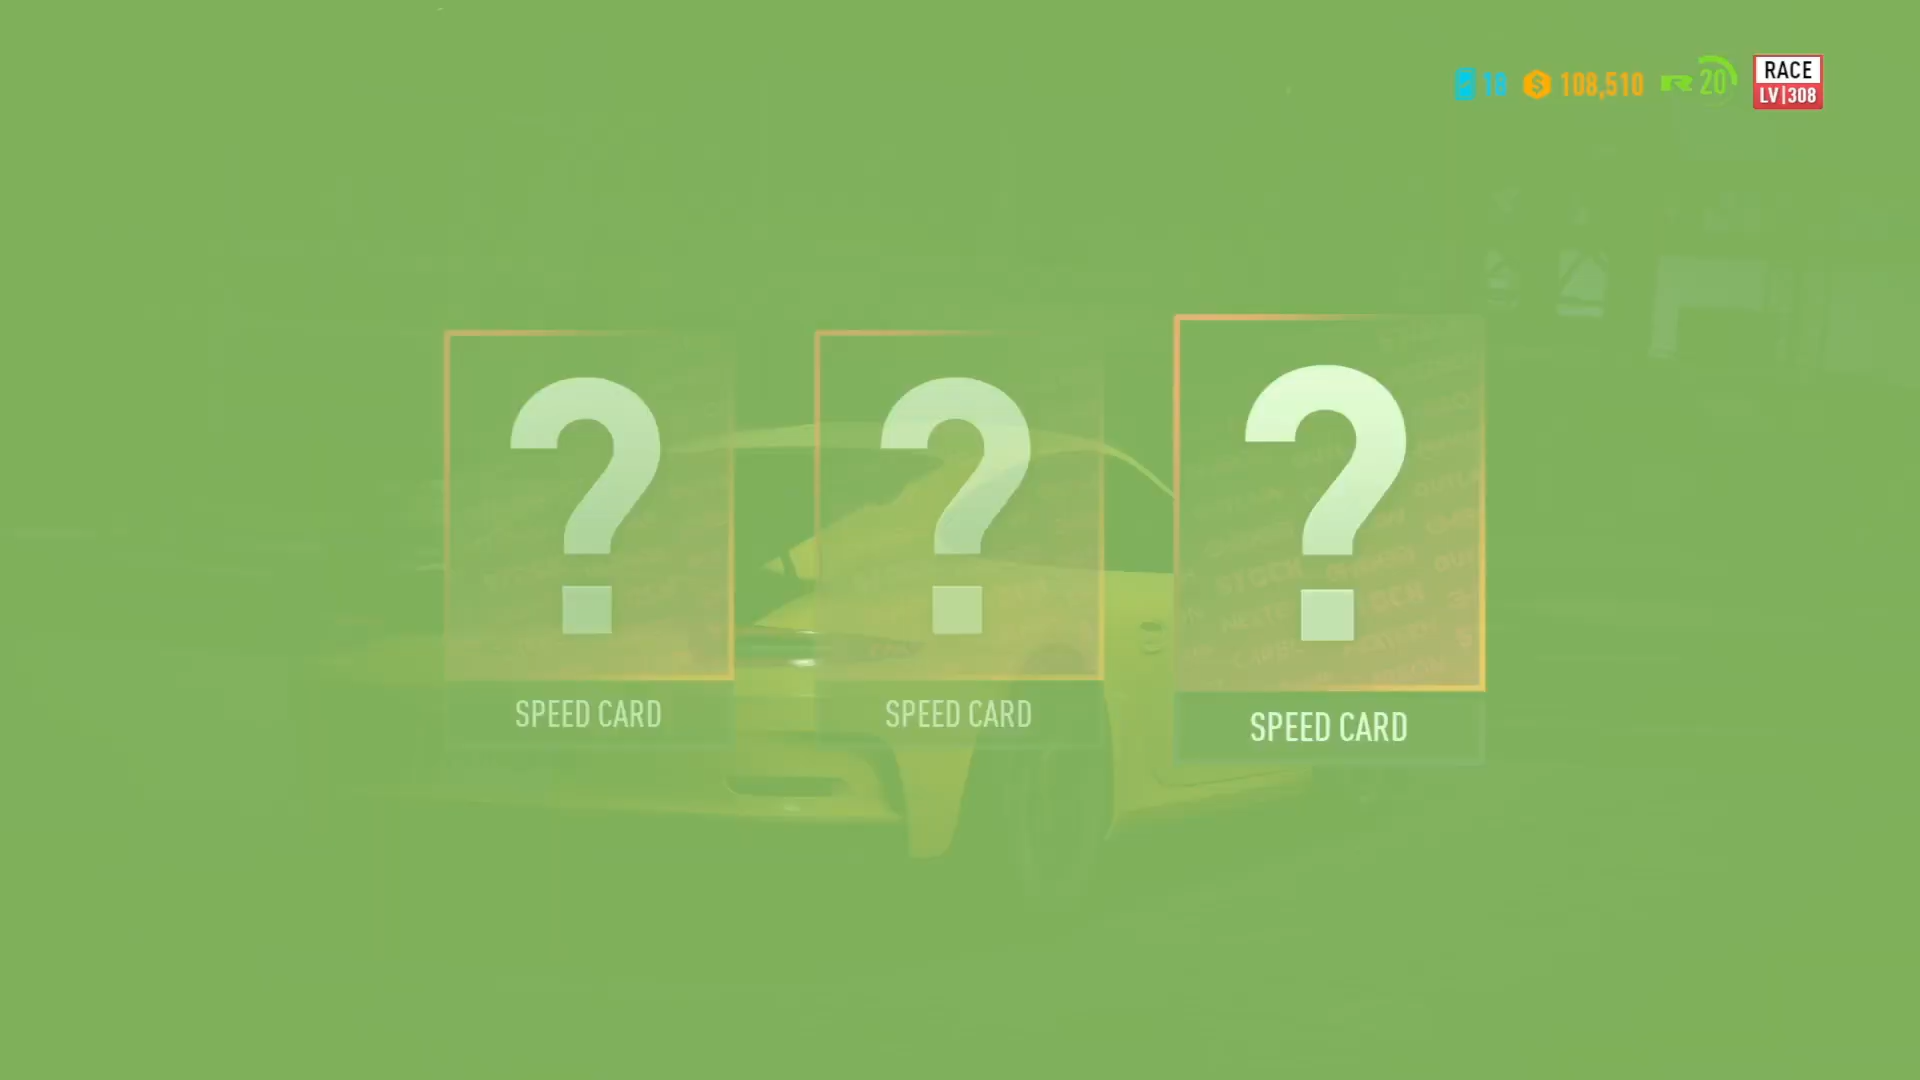 18 108,510 R 20 RACE
LV|308
? ? ?
SPEED CARD SPEED CARD SPEED CARD